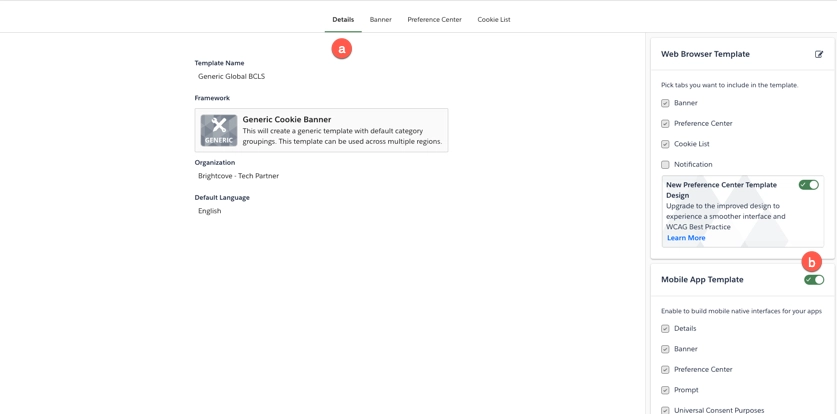 Details Banner Preference Center Cookie List
a
Template Name
Generic Global BCLS
Framework
Generic Cookie Banner
This will create a generic template with default category
groupings. This template can be used across multiple regions.
GENERIC
Organization
Brightcove - Tech Partner
Default Language
English
Web Browser Template
Pick tabs you want to include in the template.
Banner
Preference Center
Cookie List
Notification
New Preference Center Template
Design
Upgrade to the improved design to
experience a smoother interface and
WCAG Best Practice
Learn More
b
Mobile App Template
Enable to build mobile native interfaces for your apps
Details
Banner
Preference Center
Prompt
Universal Consent Purposes